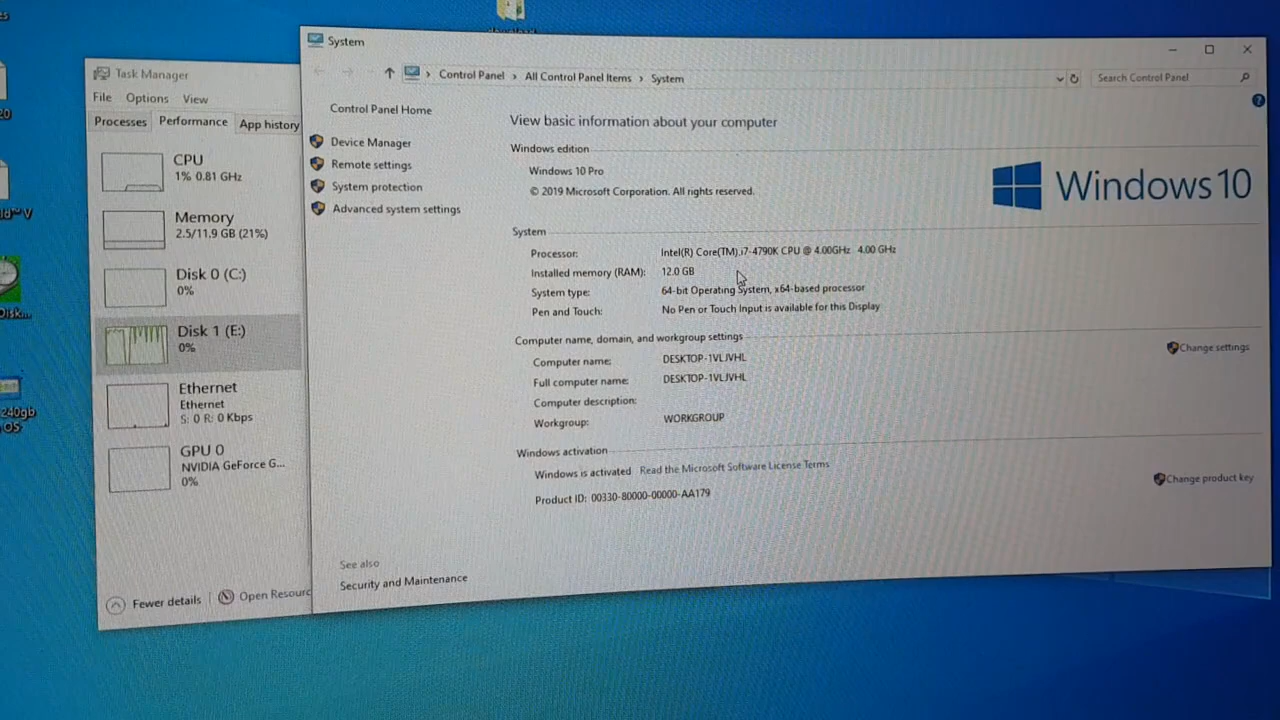 System
Task Manager
File Options View
Processes Performance App history
CPU
1% 0.81 GHz
Memory
2.5/11.9 GB (21%)
Disk 0 (C:)
0%
Disk 1 (E:)
0%
Ethernet
Ethernet
S: 0 R: 0 Kbps
GPU 0
NVIDIA GeForce G...
0%
Fewer details
Open Resourc
Control Panel > All Control Panel Items > System
Search Control Panel
Control Panel Home
Device Manager
Remote settings
System protection
Advanced system settings
See also
Security and Maintenance
View basic information about your computer
Windows edition
Windows 10 Pro
© 2019 Microsoft Corporation. All rights reserved.
Windows 10
System
Processor: Intel(R) Core(TM) i7-4790K CPU @ 4.00GHz 4.00 GHz
Installed memory (RAM): 12.0 GB
System type: 64-bit Operating System, x64-based processor
Pen and Touch: No Pen or Touch Input is available for this Display
Computer name, domain, and workgroup settings
Computer name: DESKTOP-1VLJVHL
Change settings
Full computer name: DESKTOP-1VLJVHL
Computer description:
Workgroup: WORKGROUP
Windows activation
Windows is activated Read the Microsoft Software License Terms
Product ID: 00330-80000-00000-AA179
Change product key
20
Disk...
240gb
OS